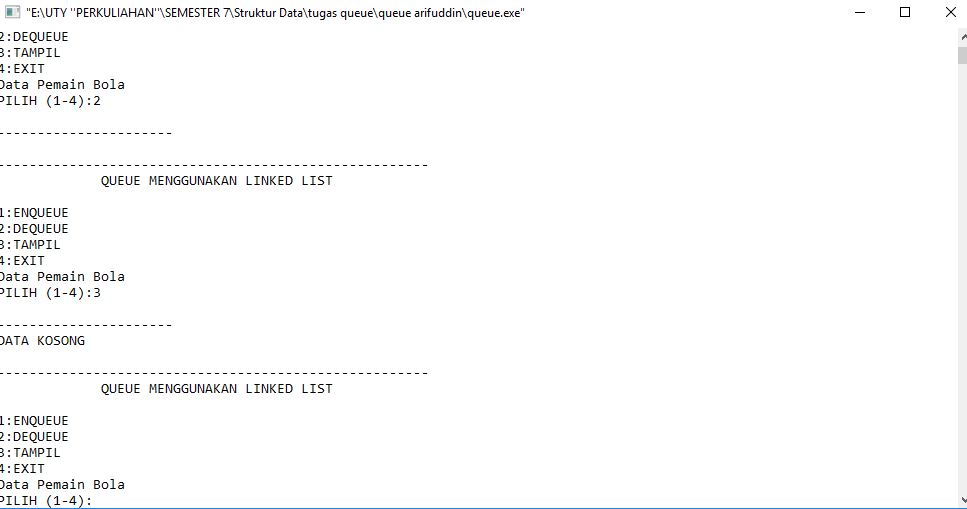 "E:\UTY "PERKULIAHAN"\SEMESTER 7\Struktur Data\tugas queue\queue arifuddin\queue.exe"
2:DEQUEUE
3:TAMPIL
4:EXIT
Data Pemain Bola
PILIH (1-4):2
----------------------
------------------------------------------------------
QUEUE MENGGUNAKAN LINKED LIST
1:ENQUEUE
2:DEQUEUE
3:TAMPIL
4:EXIT
Data Pemain Bola
PILIH (1-4):3
----------------------
DATA KOSONG
------------------------------------------------------
QUEUE MENGGUNAKAN LINKED LIST
1:ENQUEUE
2:DEQUEUE
3:TAMPIL
4:EXIT
Data Pemain Bola
PILIH (1-4):